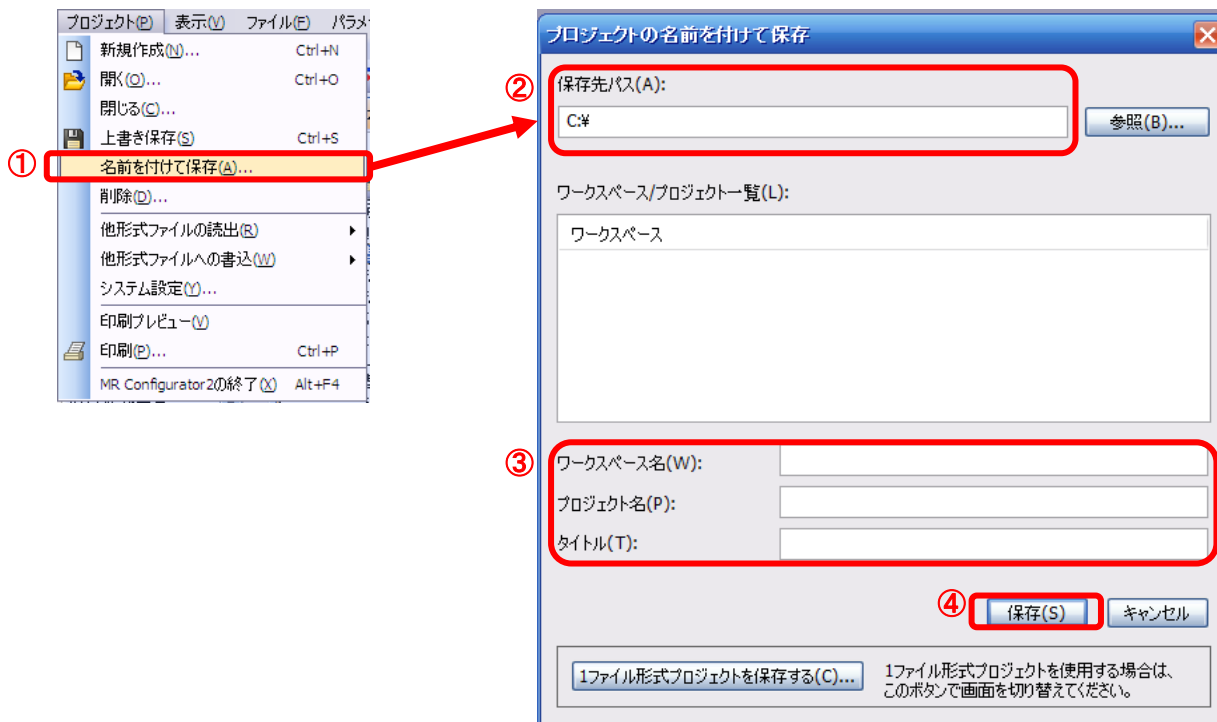 プロジェクト(P) 表示(V) ファイル(F) パラメ
新規作成(N)... Ctrl+N
開く(O)... Ctrl+O
閉じる(C)...
上書き保存(S) Ctrl+S
① 名前を付けて保存(A)...
削除(D)...
他形式ファイルの読出(R)
他形式ファイルへの書込(W)
システム設定(Y)...
印刷プレビュー(V)
印刷(P)... Ctrl+P
MR Configurator2の終了(X) Alt+F4
プロジェクトの名前を付けて保存
②
保存先パス(A):
C:¥ 参照(B)...
ワークスペース/プロジェクト一覧(L):
ワークスペース
③
ワークスペース名(W):
プロジェクト名(P):
タイトル(T):
④ 保存(S) キャンセル
1ファイル形式プロジェクトを保存する(C)...
1ファイル形式プロジェクトを使用する場合は、
このボタンで画面を切り替えてください。